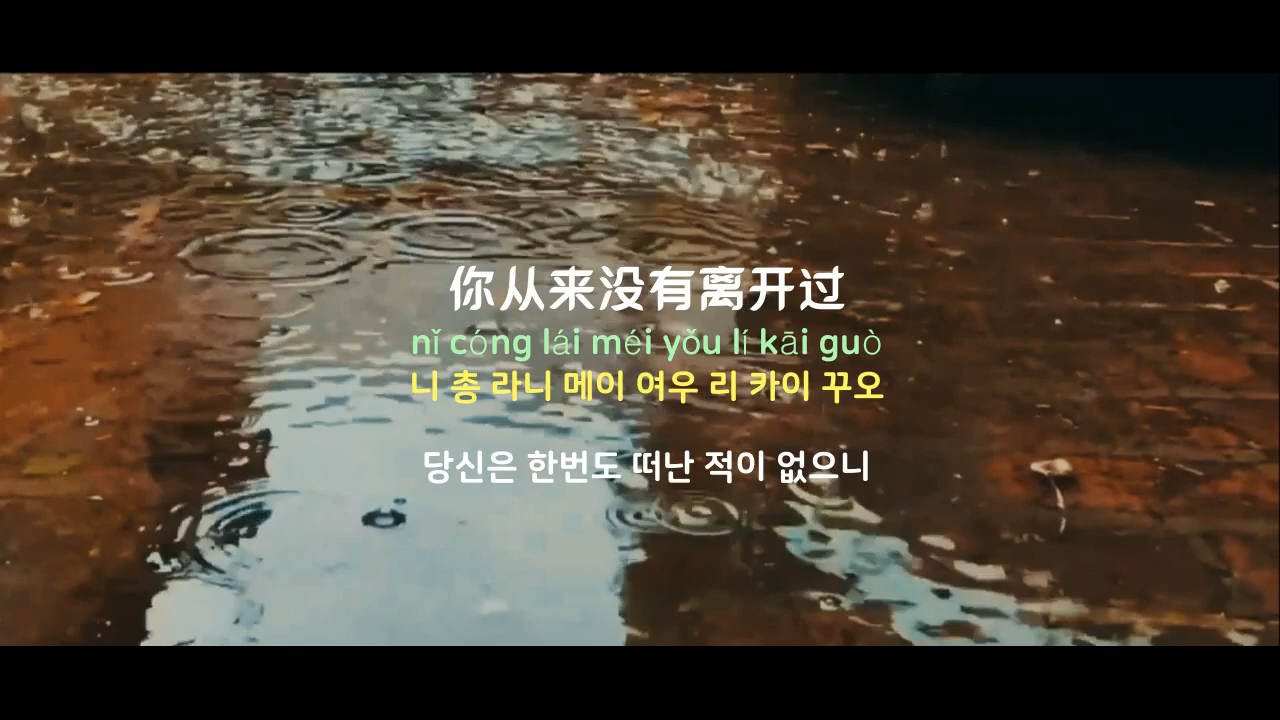 你从来没有离开过
nǐ cóng lái méi yǒu lí kāi guò
니 총 라니 메이 여우 리 카이 꾸오
당신은 한번도 떠난 적이 없으니